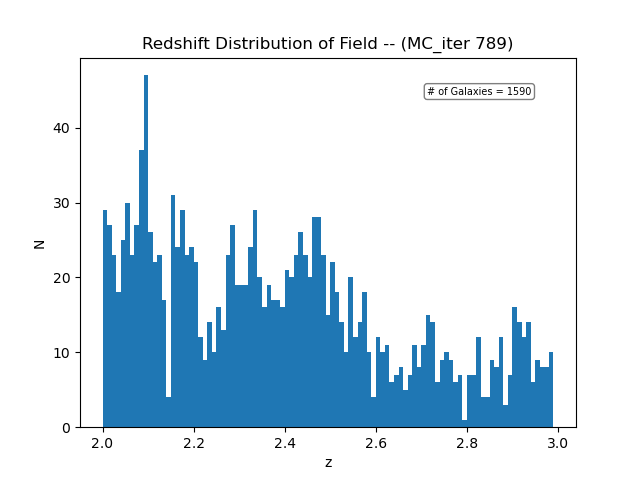 Redshift Distribution of Field -- (MC_iter 789)
# of Galaxies = 1590
40
30
20
10
0
N
2.0 2.2 2.4 2.6 2.8 3.0
z